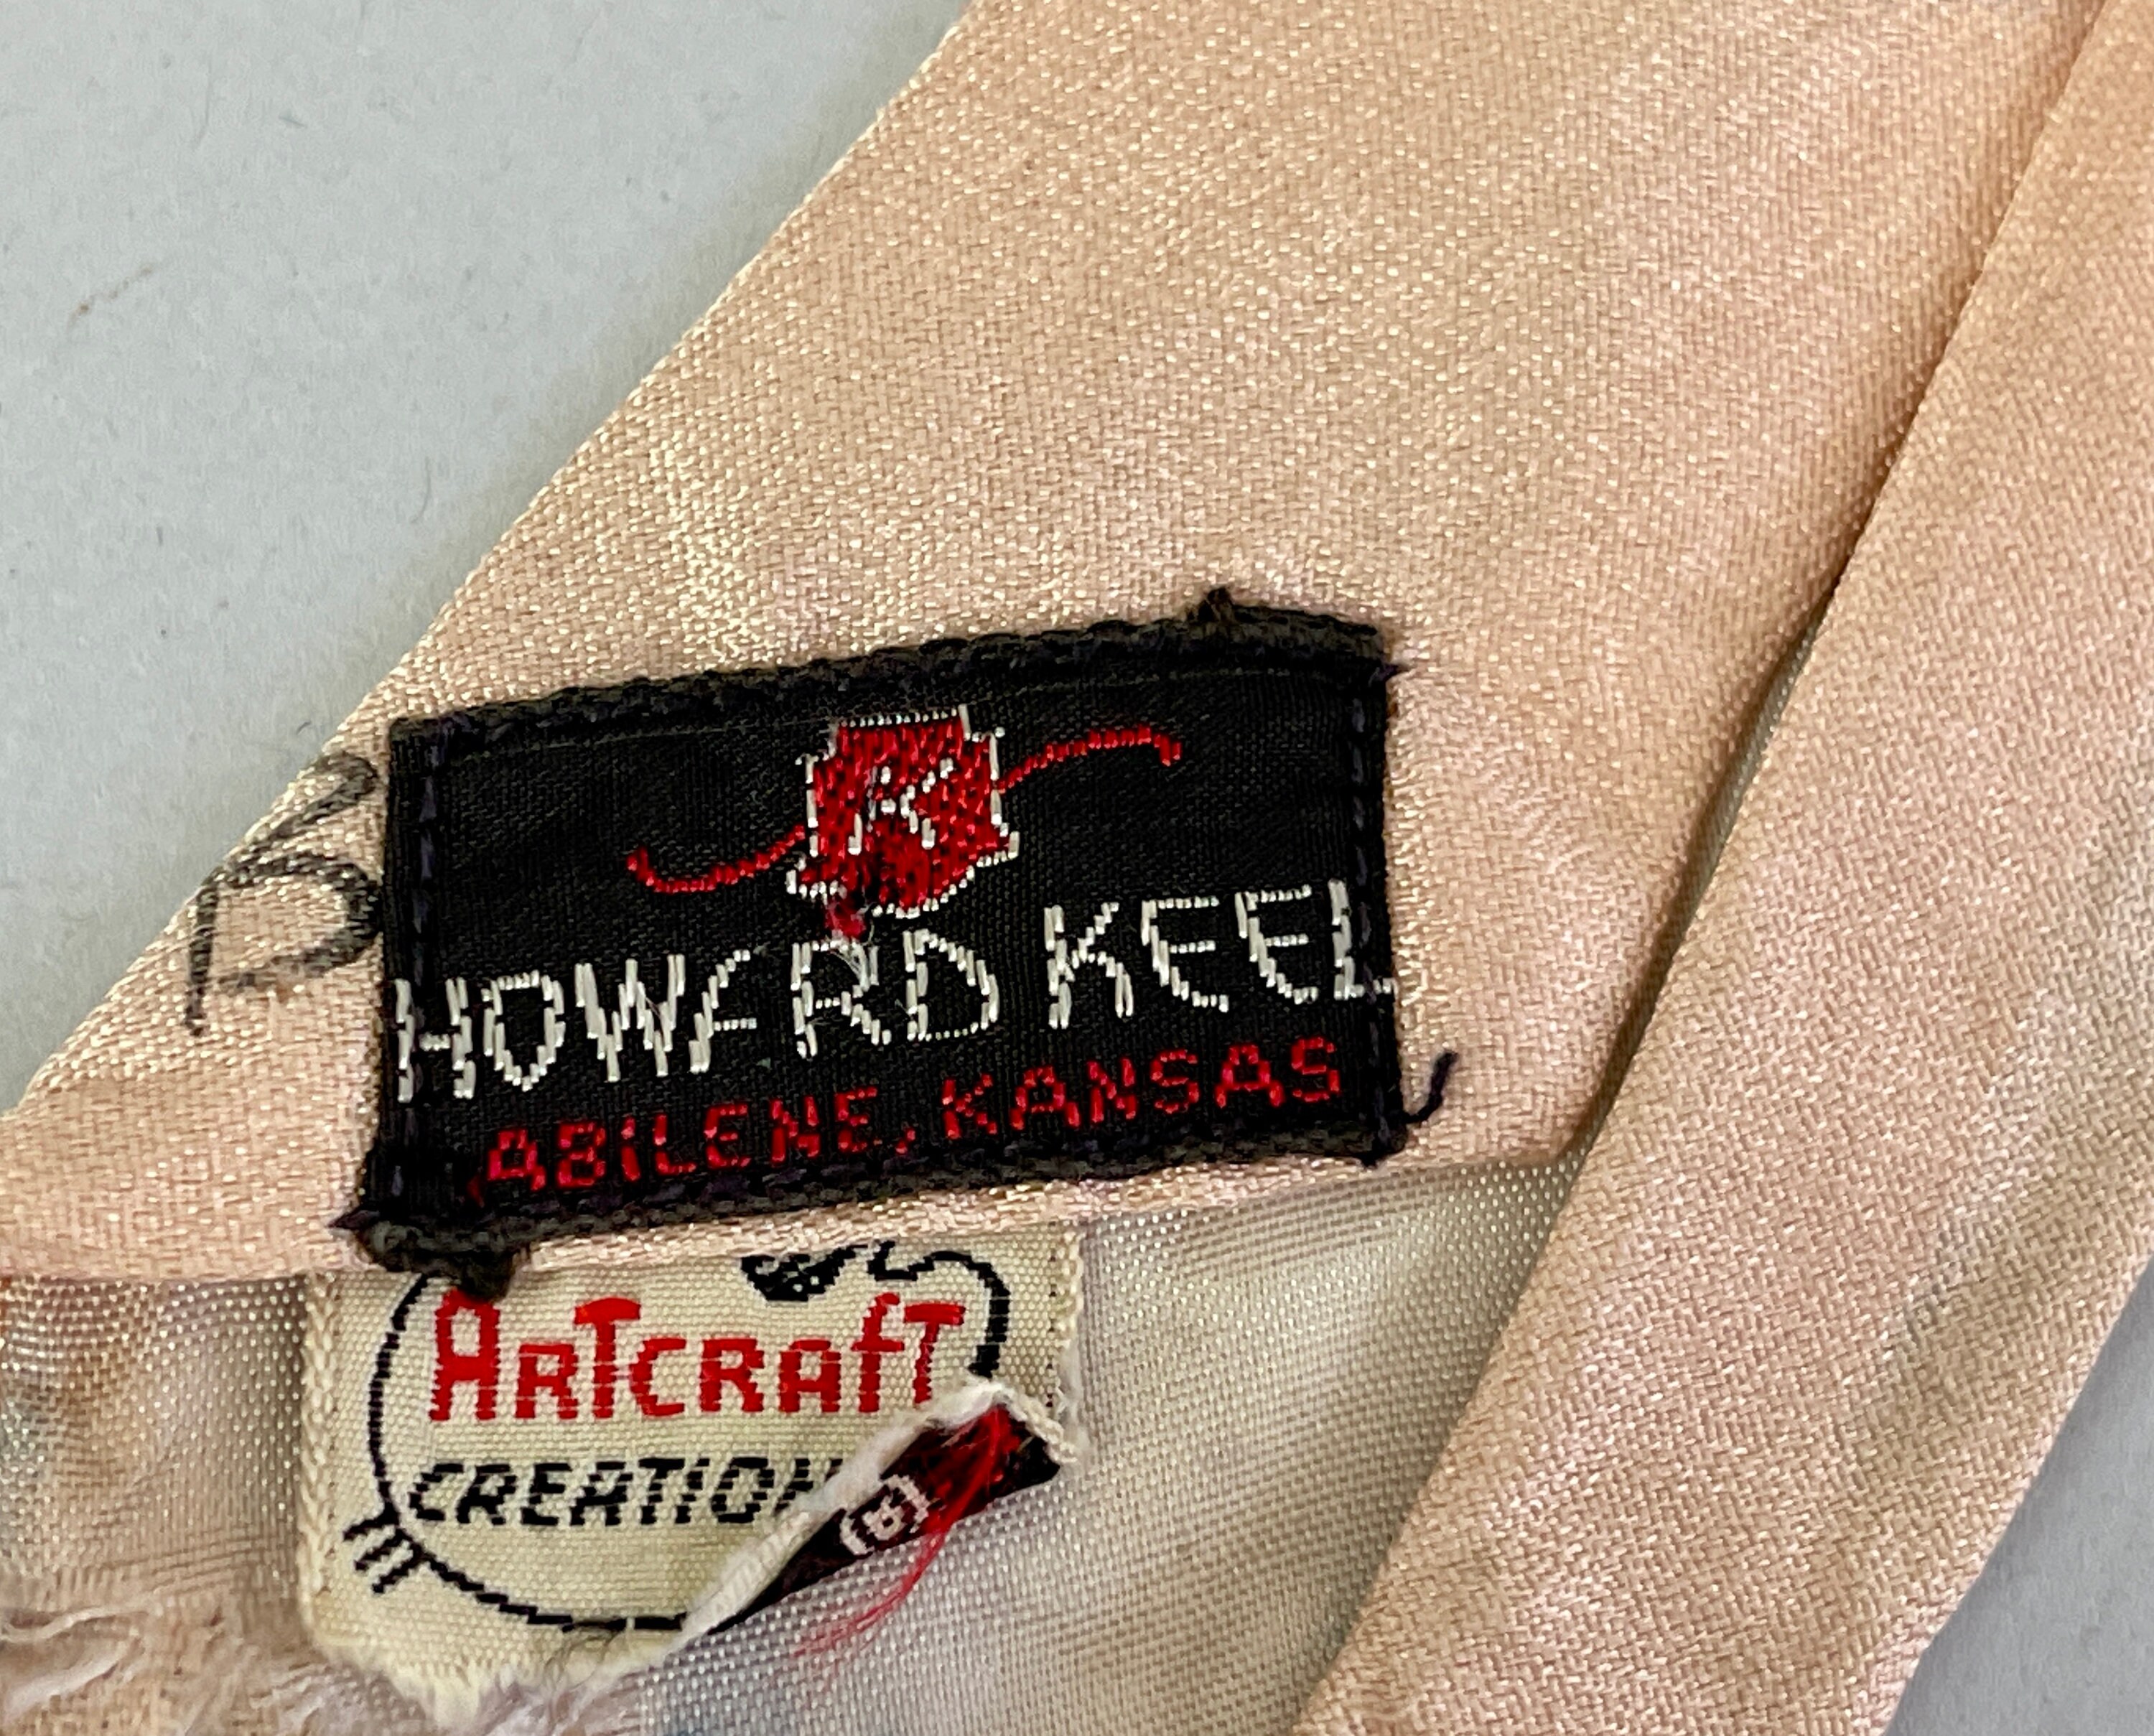 K
HOWARD KEEL
ABILENE, KANSAS
ARTCRAFT
CREATION